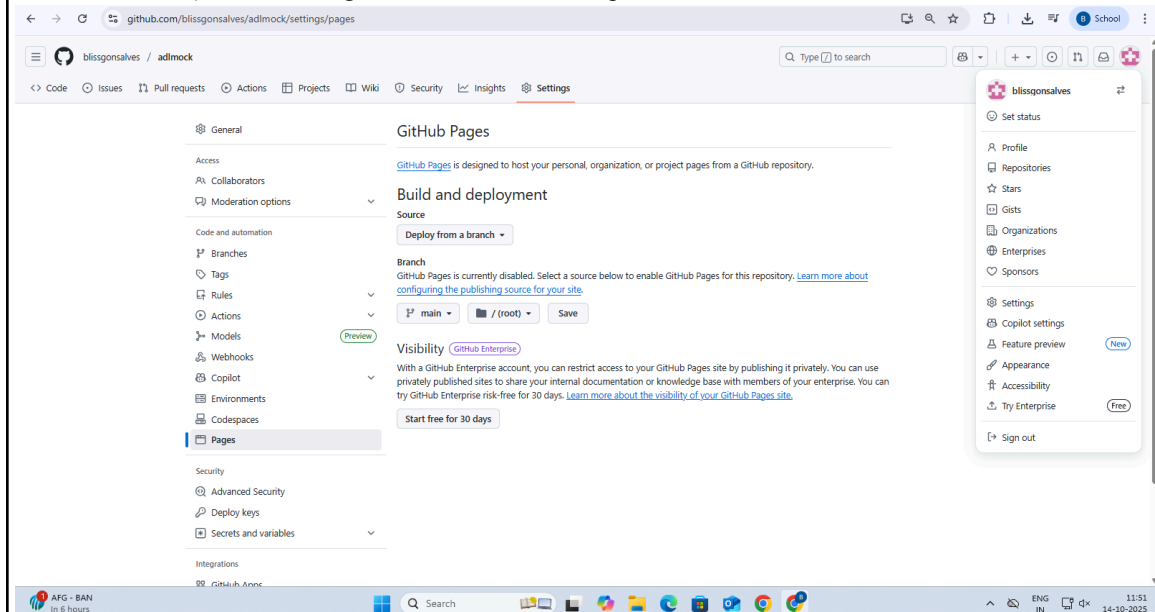 github.com/blissgonsalves/adlmock/settings/pages
B School
blissgonsalves / adlmock
Type / to search
<> Code Issues Pull requests Actions Projects Wiki Security Insights Settings
General
Access
Collaborators
Moderation options
Code and automation
Branches
Tags
Rules
Actions
Models Preview
Webhooks
Copilot
Environments
Codespaces
Pages
Security
Advanced Security
Deploy keys
Secrets and variables
Integrations
GitHub Apps
GitHub Pages
GitHub Pages is designed to host your personal, organization, or project pages from a GitHub repository.
Build and deployment
Source
Deploy from a branch
Branch
GitHub Pages is currently disabled. Select a source below to enable GitHub Pages for this repository. Learn more about
configuring the publishing source for your site.
main / (root) Save
Visibility GitHub Enterprise
With a GitHub Enterprise account, you can restrict access to your GitHub Pages site by publishing it privately. You can use
privately published sites to share your internal documentation or knowledge base with members of your enterprise. You can
try GitHub Enterprise risk-free for 30 days. Learn more about the visibility of your GitHub Pages site.
Start free for 30 days
blissgonsalves
Set status
Profile
Repositories
Stars
Gists
Organizations
Enterprises
Sponsors
Settings
Copilot settings
Feature preview New
Appearance
Accessibility
Try Enterprise Free
Sign out
1 AFG - BAN
In 6 hours
Search
ENG
IN
11:51
14-10-2025